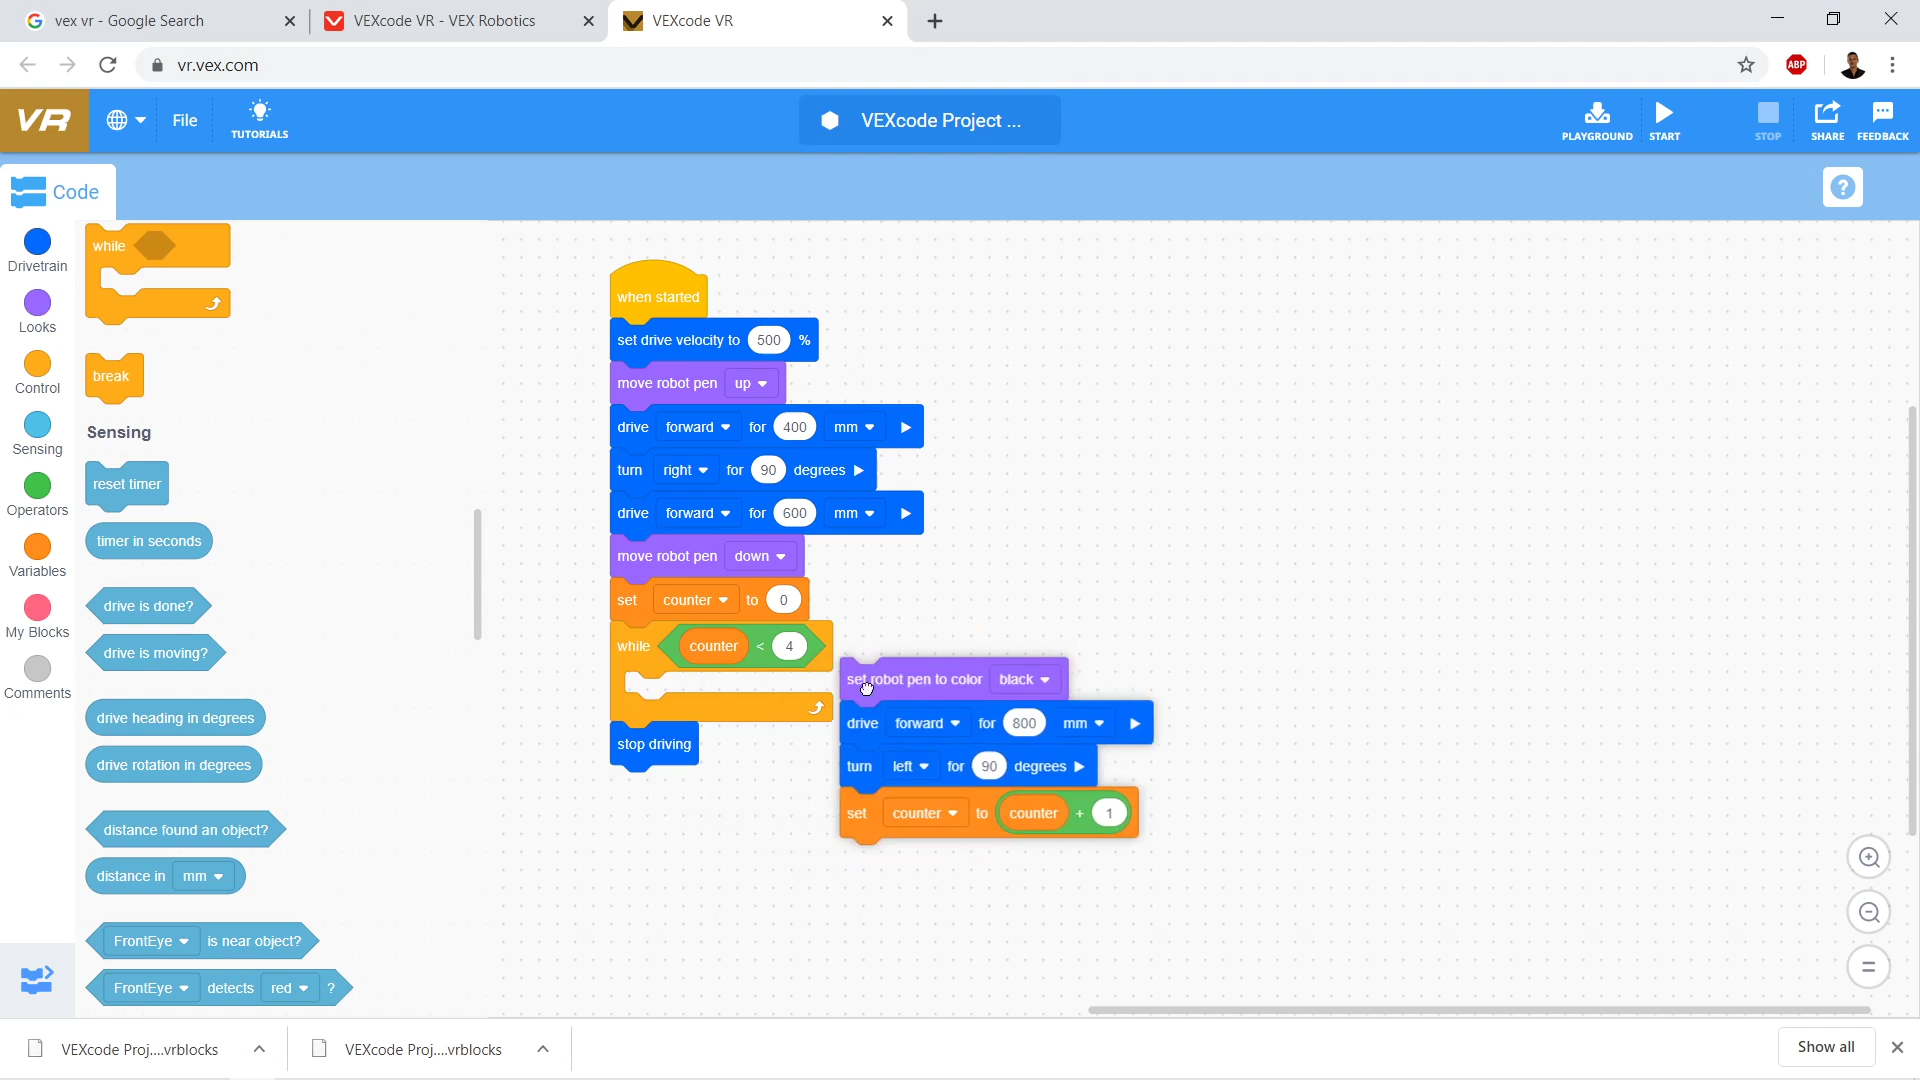 vex vr - Google Search
VEXcode VR - VEX Robotics
VEXcode VR
vr.vex.com
ABP
VR
File
TUTORIALS
VEXcode Project ...
PLAYGROUND
START
STOP
SHARE
FEEDBACK
Code
Drivetrain
Looks
Control
Sensing
Operators
Variables
My Blocks
Comments
while
break
Sensing
reset timer
timer in seconds
drive is done?
drive is moving?
drive heading in degrees
drive rotation in degrees
distance found an object?
distance in mm
FrontEye is near object?
FrontEye detects red ?
when started
set drive velocity to 500 %
move robot pen up
drive forward for 400 mm
turn right for 90 degrees
drive forward for 600 mm
move robot pen down
set counter to 0
while counter < 4
stop driving
set robot pen to color black
drive forward for 800 mm
turn left for 90 degrees
set counter to counter + 1
VEXcode Proj....vrblocks
VEXcode Proj....vrblocks
Show all